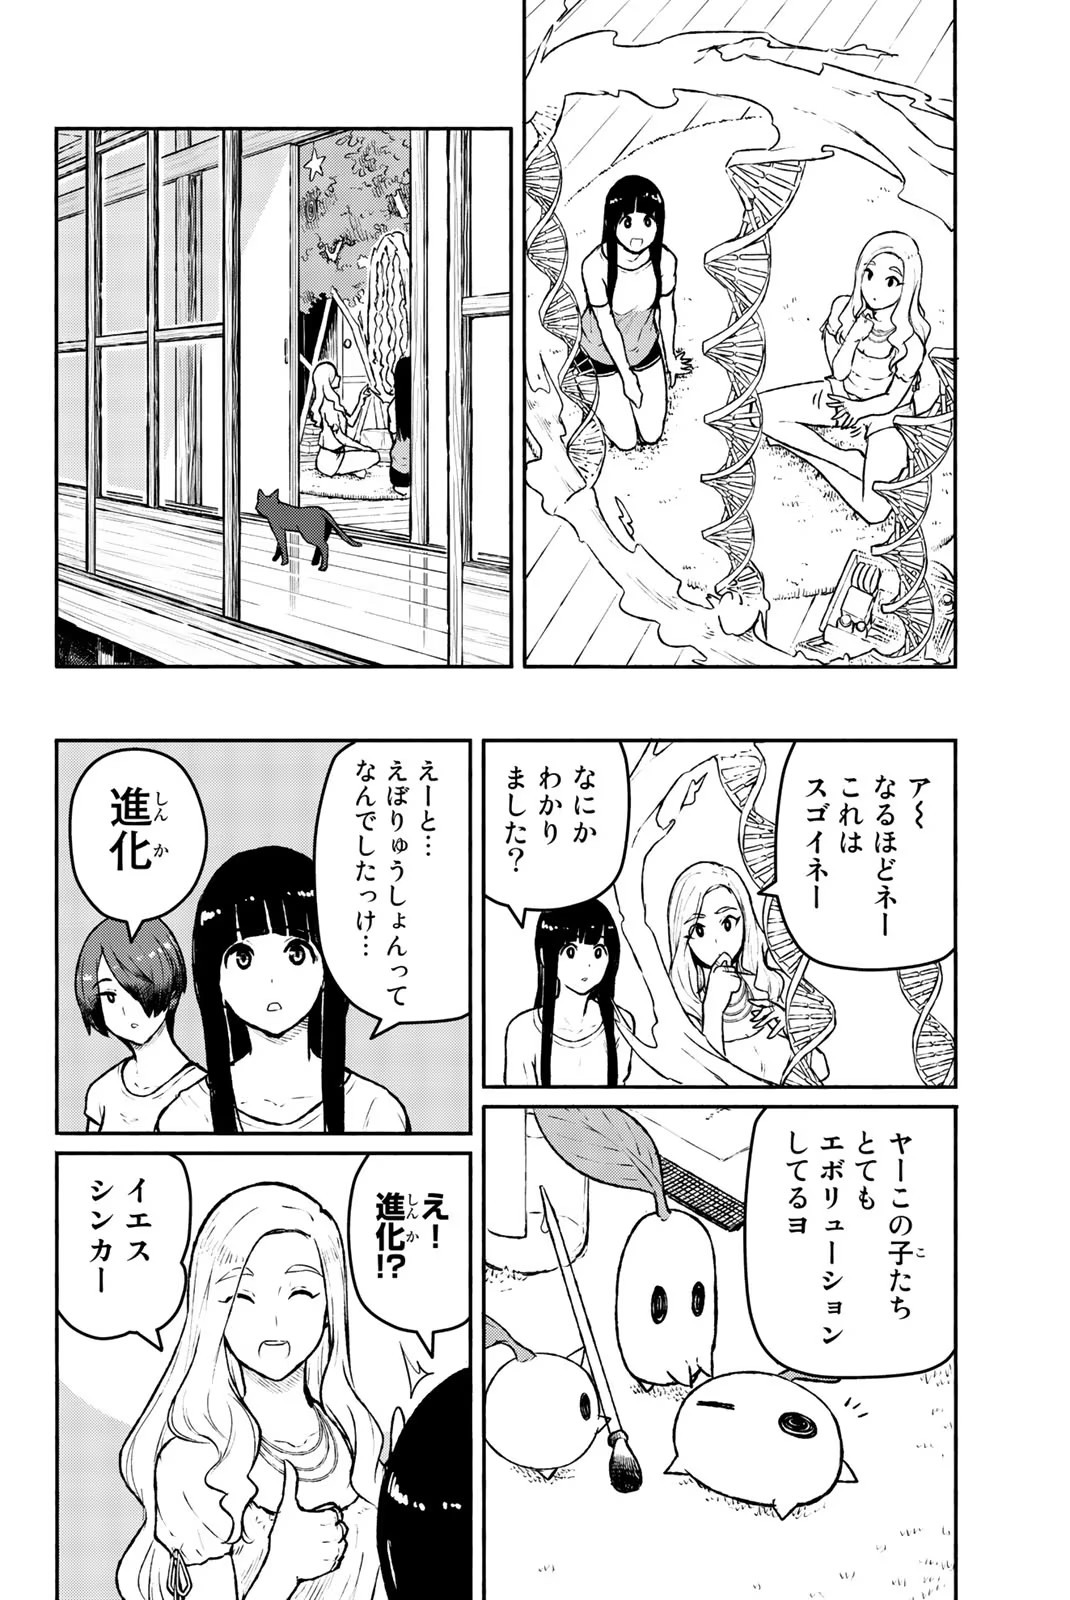 ア～
なるほどネー
これは
スゴイネー
なにか
わかり
ました？
ヤーこの子たち
とても
エボリューション
してるヨ
えーと…
えぼりゅうしょんって
なんでしたっけ…
進化
え！
進化!?
イエス
シンカー